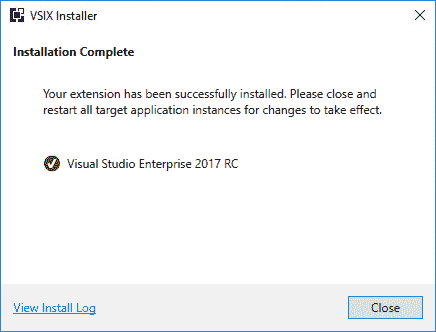 VSIX Installer
Installation Complete
Your extension has been successfully installed. Please close and
restart all target application instances for changes to take effect.
Visual Studio Enterprise 2017 RC
View Install Log
Close